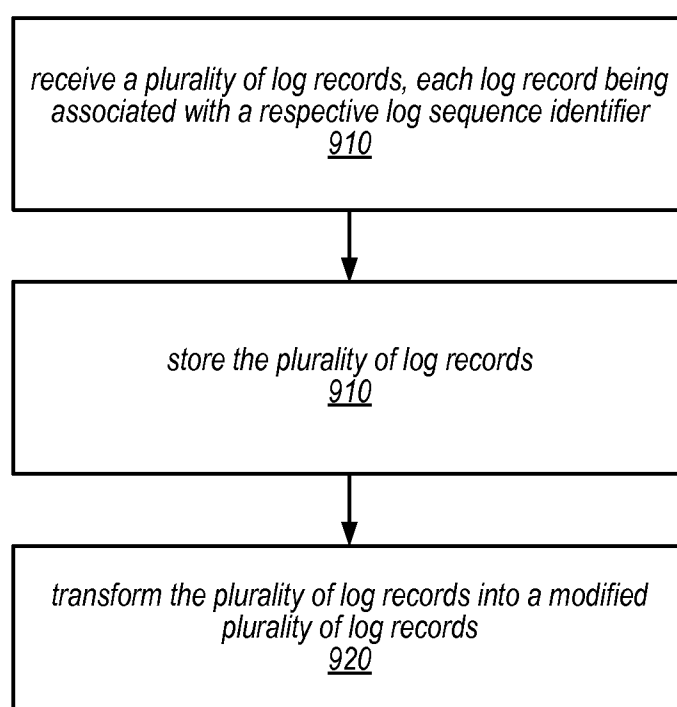 receive a plurality of log records, each log record being
associated with a respective log sequence identifier
910
store the plurality of log records
910
transform the plurality of log records into a modified
plurality of log records
920